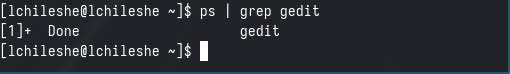 [lchileshe@lchileshe ~]$ ps | grep gedit
[1]+  Done                    gedit
[lchileshe@lchileshe ~]$